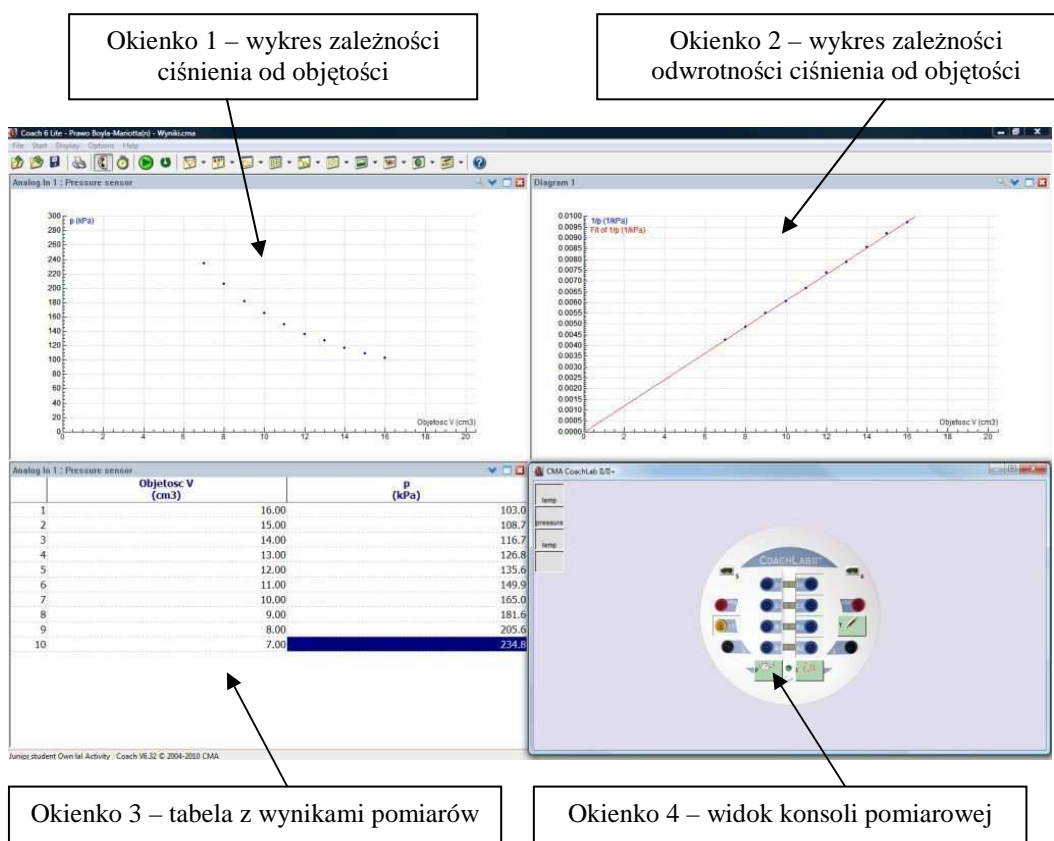 Okienko 1 – wykres zależności
ciśnienia od objętości
Okienko 2 – wykres zależności
odwrotności ciśnienia od objętości
Coach 6 Lite - Prawo Boyla-Mariotta(n) - Wyniki.cma
File Start Display Options Help
Analog In 1 : Pressure sensor
p (kPa)
300
280
260
240
220
200
180
160
140
120
100
80
60
40
20
0
Objetosc V (cm3)
0 2 4 6 8 10 12 14 16 18 20
Diagram 1
1/p (1/kPa)
Fit of 1/p (1/kPa)
0.0100
0.0095
0.0090
0.0085
0.0080
0.0075
0.0070
0.0065
0.0060
0.0055
0.0050
0.0045
0.0040
0.0035
0.0030
0.0025
0.0020
0.0015
0.0010
0.0005
0.0000
Objetosc V (cm3)
0 2 4 6 8 10 12 14 16 18 20
Analog In 1 : Pressure sensor
Objetosc V p
(cm3) (kPa)
1 16.00 103.0
2 15.00 108.7
3 14.00 116.7
4 13.00 126.8
5 12.00 135.6
6 11.00 149.9
7 10.00 165.0
8 9.00 181.6
9 8.00 205.6
10 7.00 234.8
CMA CoachLab II/II+
temp
pressure
temp
COACHLAB II+
5 6
Junior student Own lal Activity Coach V6.32 © 2004-2010 CMA
Okienko 3 – tabela z wynikami pomiarów
Okienko 4 – widok konsoli pomiarowej